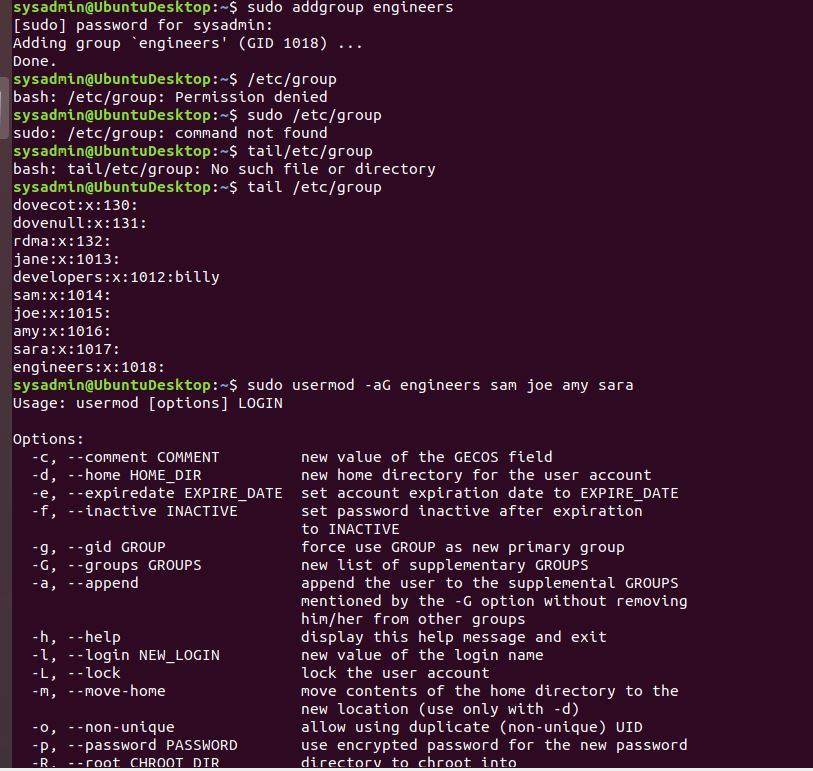 sysadmin@UbuntuDesktop:~$ sudo addgroup engineers
[sudo] password for sysadmin:
Adding group `engineers' (GID 1018) ...
Done.
sysadmin@UbuntuDesktop:~$ /etc/group
bash: /etc/group: Permission denied
sysadmin@UbuntuDesktop:~$ sudo /etc/group
sudo: /etc/group: command not found
sysadmin@UbuntuDesktop:~$ tail/etc/group
bash: tail/etc/group: No such file or directory
sysadmin@UbuntuDesktop:~$ tail /etc/group
dovecot:x:130:
dovenull:x:131:
rdma:x:132:
jane:x:1013:
developers:x:1012:billy
sam:x:1014:
joe:x:1015:
amy:x:1016:
sara:x:1017:
engineers:x:1018:
sysadmin@UbuntuDesktop:~$ sudo usermod -aG engineers sam joe amy sara
Usage: usermod [options] LOGIN

Options:
  -c, --comment COMMENT         new value of the GECOS field
  -d, --home HOME_DIR           new home directory for the user account
  -e, --expiredate EXPIRE_DATE  set account expiration date to EXPIRE_DATE
  -f, --inactive INACTIVE       set password inactive after expiration
                                to INACTIVE
  -g, --gid GROUP               force use GROUP as new primary group
  -G, --groups GROUPS           new list of supplementary GROUPS
  -a, --append                  append the user to the supplemental GROUPS
                                mentioned by the -G option without removing
                                him/her from other groups
  -h, --help                    display this help message and exit
  -l, --login NEW_LOGIN         new value of the login name
  -L, --lock                    lock the user account
  -m, --move-home               move contents of the home directory to the
                                new location (use only with -d)
  -o, --non-unique              allow using duplicate (non-unique) UID
  -p, --password PASSWORD       use encrypted password for the new password
  -R, --root CHROOT_DIR         directory to chroot into